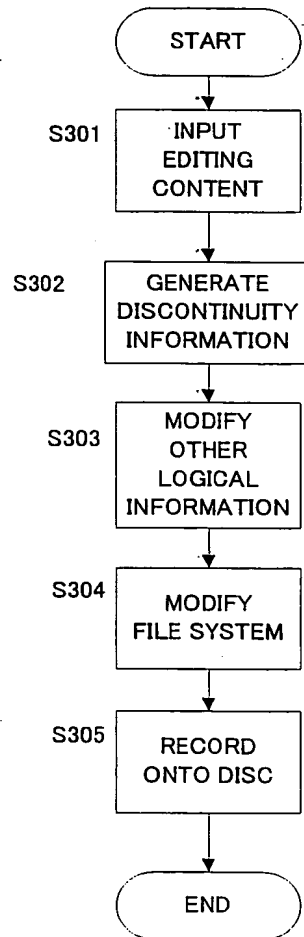 START
S301
INPUT
EDITING
CONTENT
S302
GENERATE
DISCONTINUITY
INFORMATION
S303
MODIFY
OTHER
LOGICAL
INFORMATION
S304
MODIFY
FILE SYSTEM
S305
RECORD
ONTO DISC
END